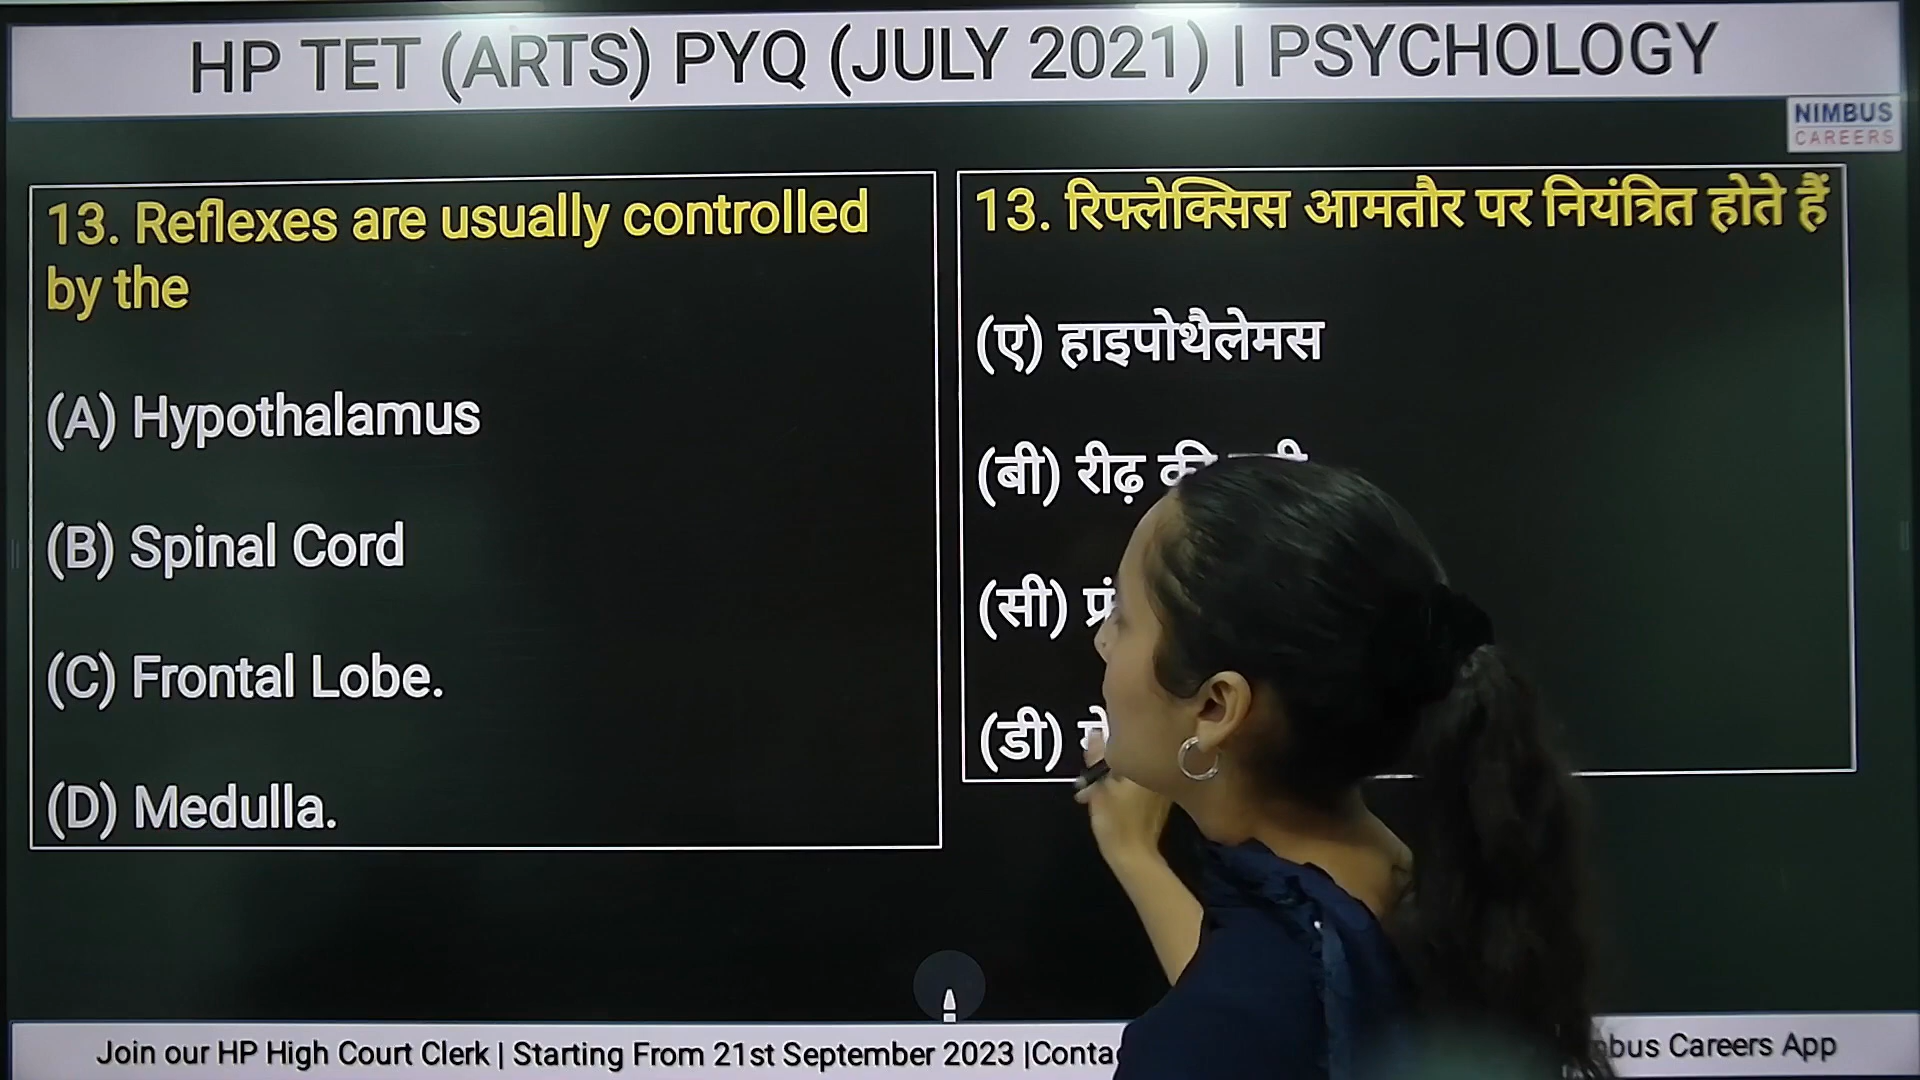 HP TET (ARTS) PYQ (JULY 2021) | PSYCHOLOGY
NIMBUS
CAREERS
13. Reflexes are usually controlled
by the
(A) Hypothalamus
(B) Spinal Cord
(C) Frontal Lobe.
(D) Medulla.
13. रिफ्लेक्सिस आमतौर पर नियंत्रित होते हैं
(ए) हाइपोथैलेमस
(बी) रीढ़ की
(सी)
(डी)
Join our HP High Court Clerk | Starting From 21st September 2023 | Careers App